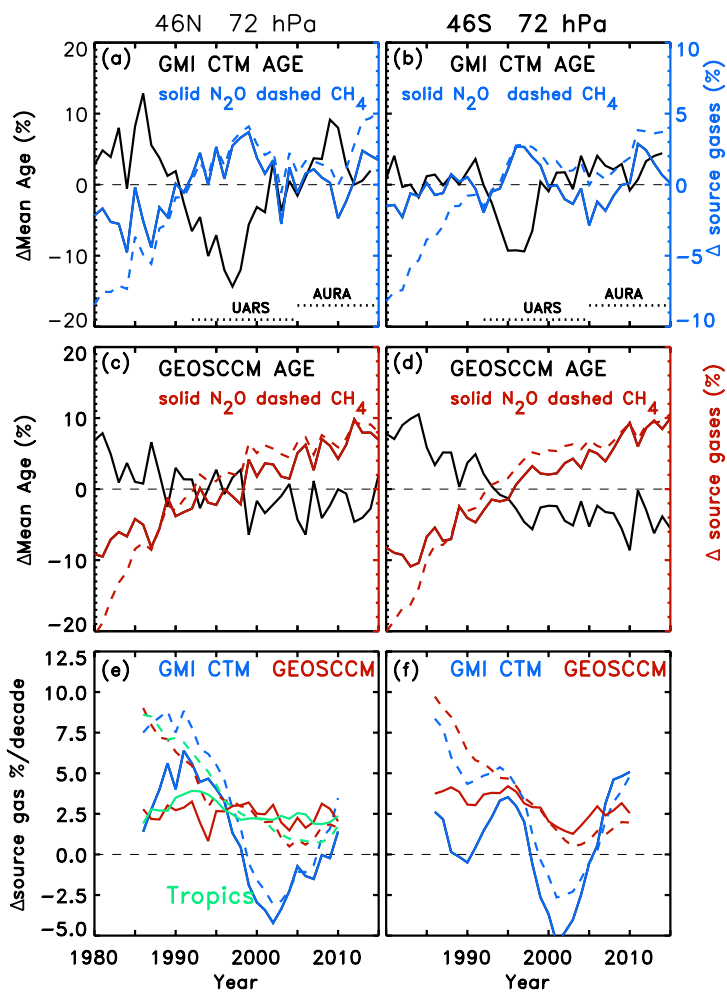 46N 72 hPa
46S 72 hPa
(a) GMI CTM AGE
solid N2O dashed CH4
(b) GMI CTM AGE
solid N2O dashed CH4
20
10
0
−10
−20
ΔMean Age (%)
10
5
0
−5
−10
Δ source gases (%)
UARS
AURA
UARS
AURA
(c) GEOSCCM AGE
solid N2O dashed CH4
(d) GEOSCCM AGE
solid N2O dashed CH4
20
10
0
−10
−20
ΔMean Age (%)
Δ source gases (%)
(e) GMI CTM GEOSCCM
(f) GMI CTM GEOSCCM
12.5
10.0
7.5
5.0
2.5
0.0
−2.5
−5.0
Δsource gas %/decade
Tropics
1980 1990 2000 2010
1990 2000 2010
Year
Year